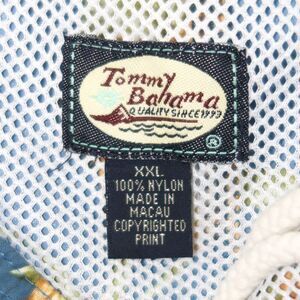 Tommy
Bahama
QUALITY SINCE 1993
®
XXL
100% NYLON
MADE IN
MACAU
COPYRIGHTED
PRINT